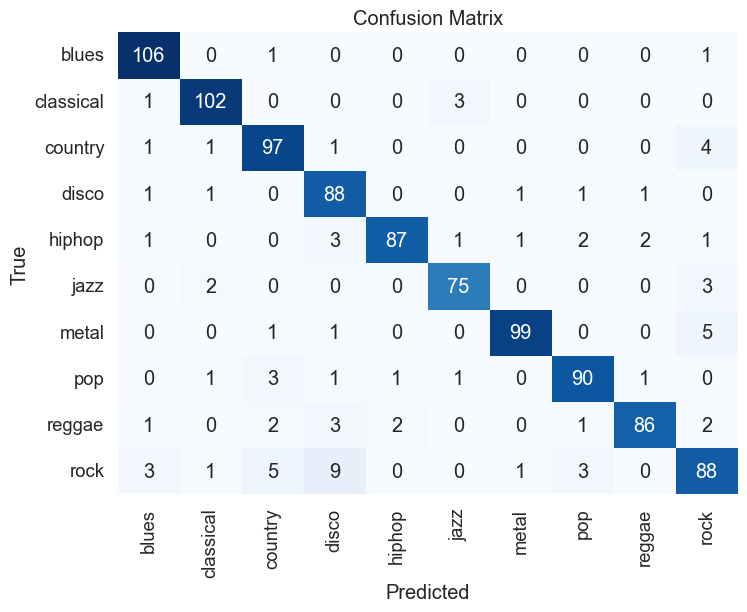 Confusion Matrix
True
blues 106 0 1 0 0 0 0 0 0 1
classical 1 102 0 0 0 3 0 0 0 0
country 1 1 97 1 0 0 0 0 0 4
disco 1 1 0 88 0 0 1 1 1 0
hiphop 1 0 0 3 87 1 1 2 2 1
jazz 0 2 0 0 0 75 0 0 0 3
metal 0 0 1 1 0 0 99 0 0 5
pop 0 1 3 1 1 1 0 90 1 0
reggae 1 0 2 3 2 0 0 1 86 2
rock 3 1 5 9 0 0 1 3 0 88
blues classical country disco hiphop jazz metal pop reggae rock
Predicted